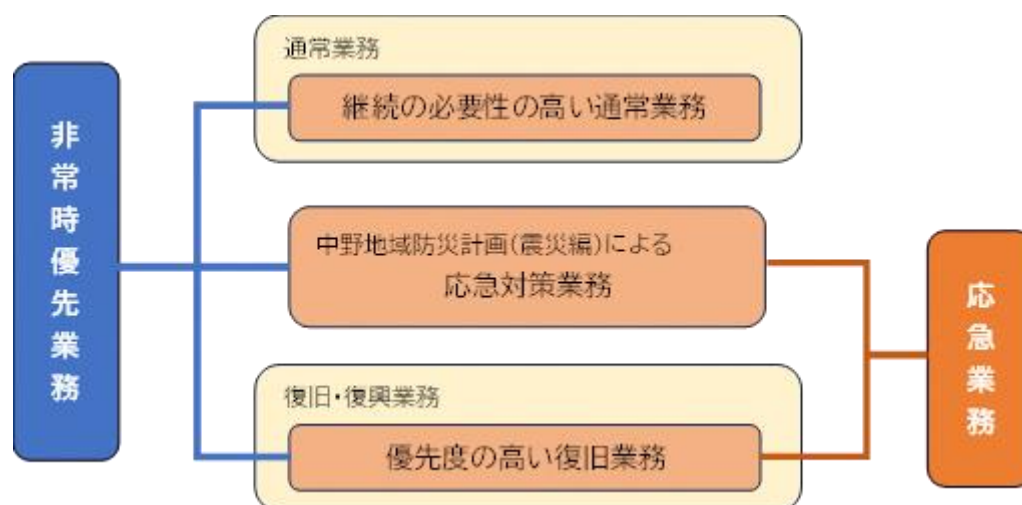 非常時優先業務
通常業務
継続の必要性の高い通常業務
中野地域防災計画(震災編)による
応急対策業務
復旧・復興業務
優先度の高い復旧業務
応急業務